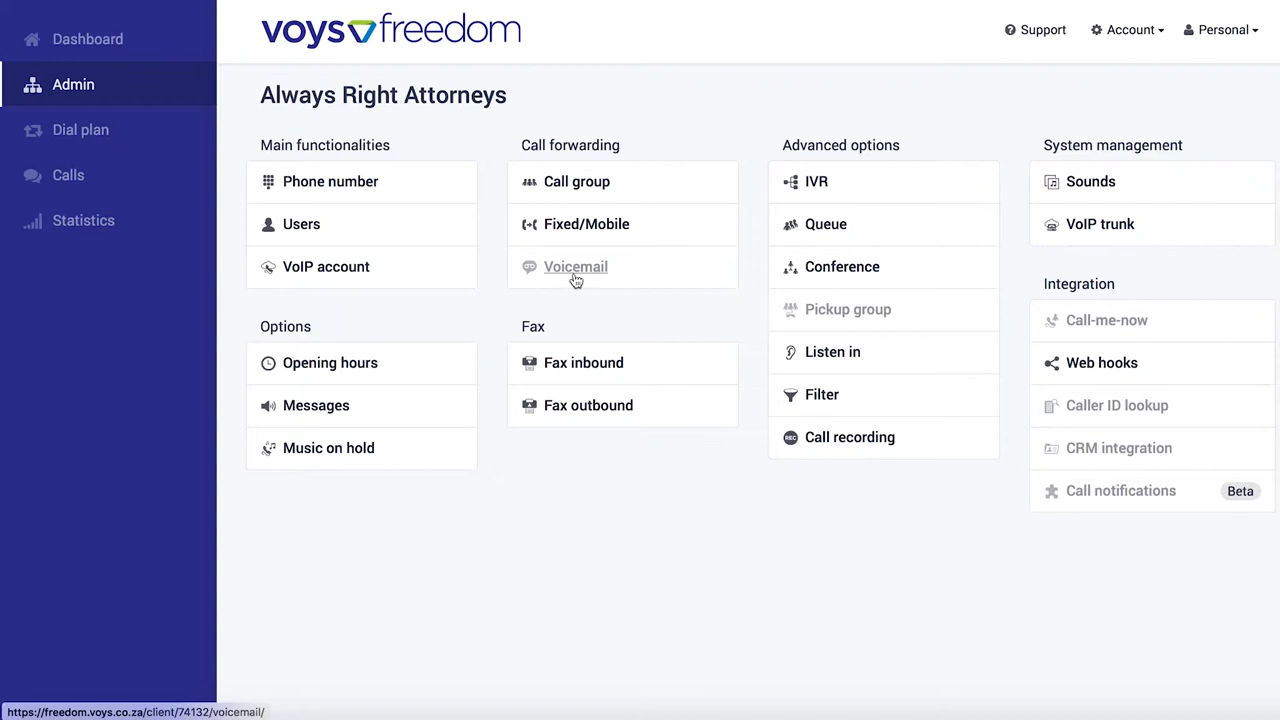 Dashboard
Admin
Dial plan
Calls
Statistics
voys freedom
Support
Account
Personal
Always Right Attorneys
Main functionalities
Phone number
Users
VoIP account
Options
Opening hours
Messages
Music on hold
Call forwarding
Call group
Fixed/Mobile
Voicemail
Fax
Fax inbound
Fax outbound
Advanced options
IVR
Queue
Conference
Pickup group
Listen in
Filter
REC Call recording
System management
Sounds
VoIP trunk
Integration
Call-me-now
Web hooks
Caller ID lookup
CRM integration
Call notifications Beta
https://freedom.voys.co.za/client/74132/voicemail/